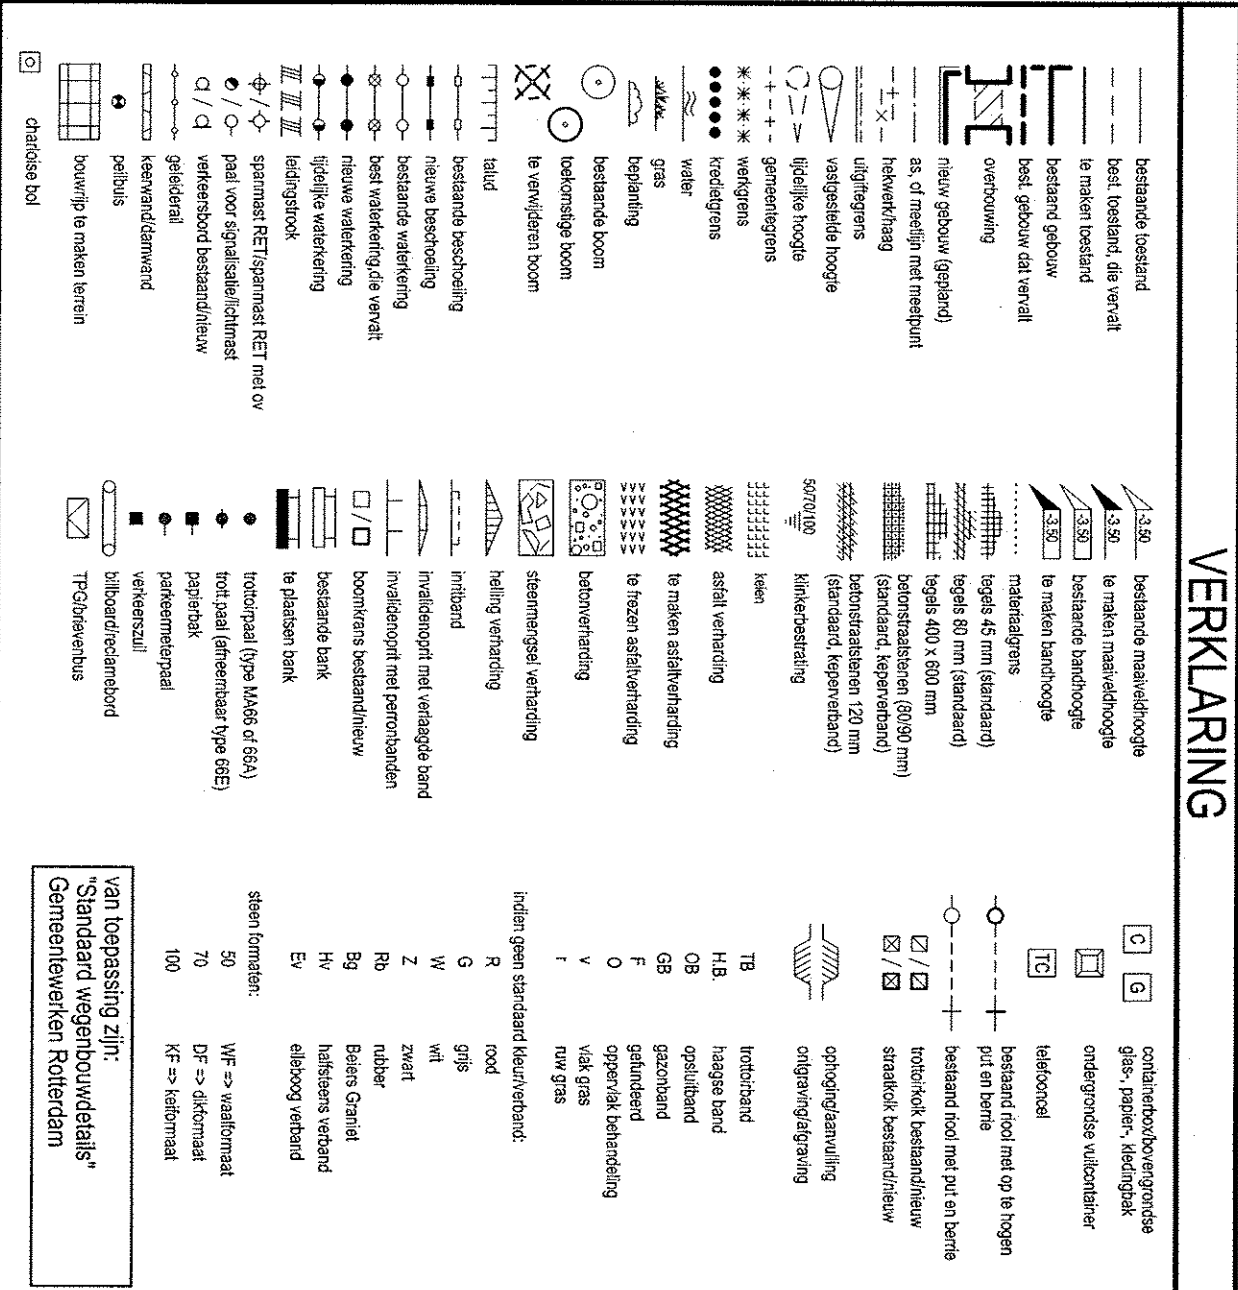 VERKLARING
bestaande toestand
best. toestand, die vervalt
te maken toestand
bestaand gebouw
best. gebouw dat vervalt
overbouwing
nieuw gebouw (gepland)
as, of meetlijn met meetpunt
hekwerk/haag
uitgiftegrens
vastgestelde hoogte
tijdelijke hoogte
gemeentegrens
werkgrens
kredietgrens
water
gras
beplanting
bestaande boom
toekomstige boom
te verwijderen boom
talud
bestaande beschoeiing
nieuwe beschoeiing
bestaande waterkering
best waterkering,die vervalt
nieuwe waterkering
tijdelijke waterkering
leidingstrook
spanmast RET/spanmast RET met ov
paal voor signalisatie/lichtmast
verkeersbord bestaand/nieuw
geleiderail
keerwand/damwand
peilbuis
bouwrijp te maken terrein
charloise bol
-3.50 bestaande maaiveldhoogte
-3.50 te maken maaiveldhoogte
-3.50 bestaande bandhoogte
-3.50 te maken bandhoogte
materiaalgrens
tegels 45 mm (standaard)
tegels 80 mm (standaard)
tegels 400 x 600 mm
betonstraatstenen (80/90 mm)
(standaard, keperverband)
betonstraatstenen 120 mm
(standaard, keperverband)
50/70/100 klinkerbestrating
keien
asfalt verharding
te maken asfaltverharding
te frezen asfaltverharding
betonverharding
steenmengsel verharding
helling verharding
inritband
invalidenoprit met verlaagde band
invalidenoprit met perronbanden
boomkrans bestaand/nieuw
bestaande bank
te plaatsen bank
trottoirpaal (type MA66 of 66A)
trott.paal (afneembaar type 66E)
papierbak
parkeermeterpaal
verkeerszuil
billboard/reclamebord
TPG/brievenbus
C G containerbox/bovengrondse
glas-, papier-, kledingbak
ondergrondse vuilcontainer
TC telefooncel
bestaand riool met op te hogen
put en berrie
bestaand riool met put en berrie
trottoirkolk bestaand/nieuw
straatkolk bestaand/nieuw
ophoging/aanvulling
ontgraving/afgraving
TB trottoirband
H.B. haagse band
OB opsluitband
GB gazonband
F gefundeerd
O oppervlak behandeling
v vlak gras
r ruw gras
indien geen standaard kleur/verband:
R rood
G grijs
W wit
Z zwart
Rb rubber
Bg Beiers Graniet
Hv halfsteens verband
Ev elleboog verband
steen formaten:
50 WF => waalformaat
70 DF => dikformaat
100 KF => keiformaat
van toepassing zijn:
"Standaard wegenbouwdetails"
Gemeentewerken Rotterdam